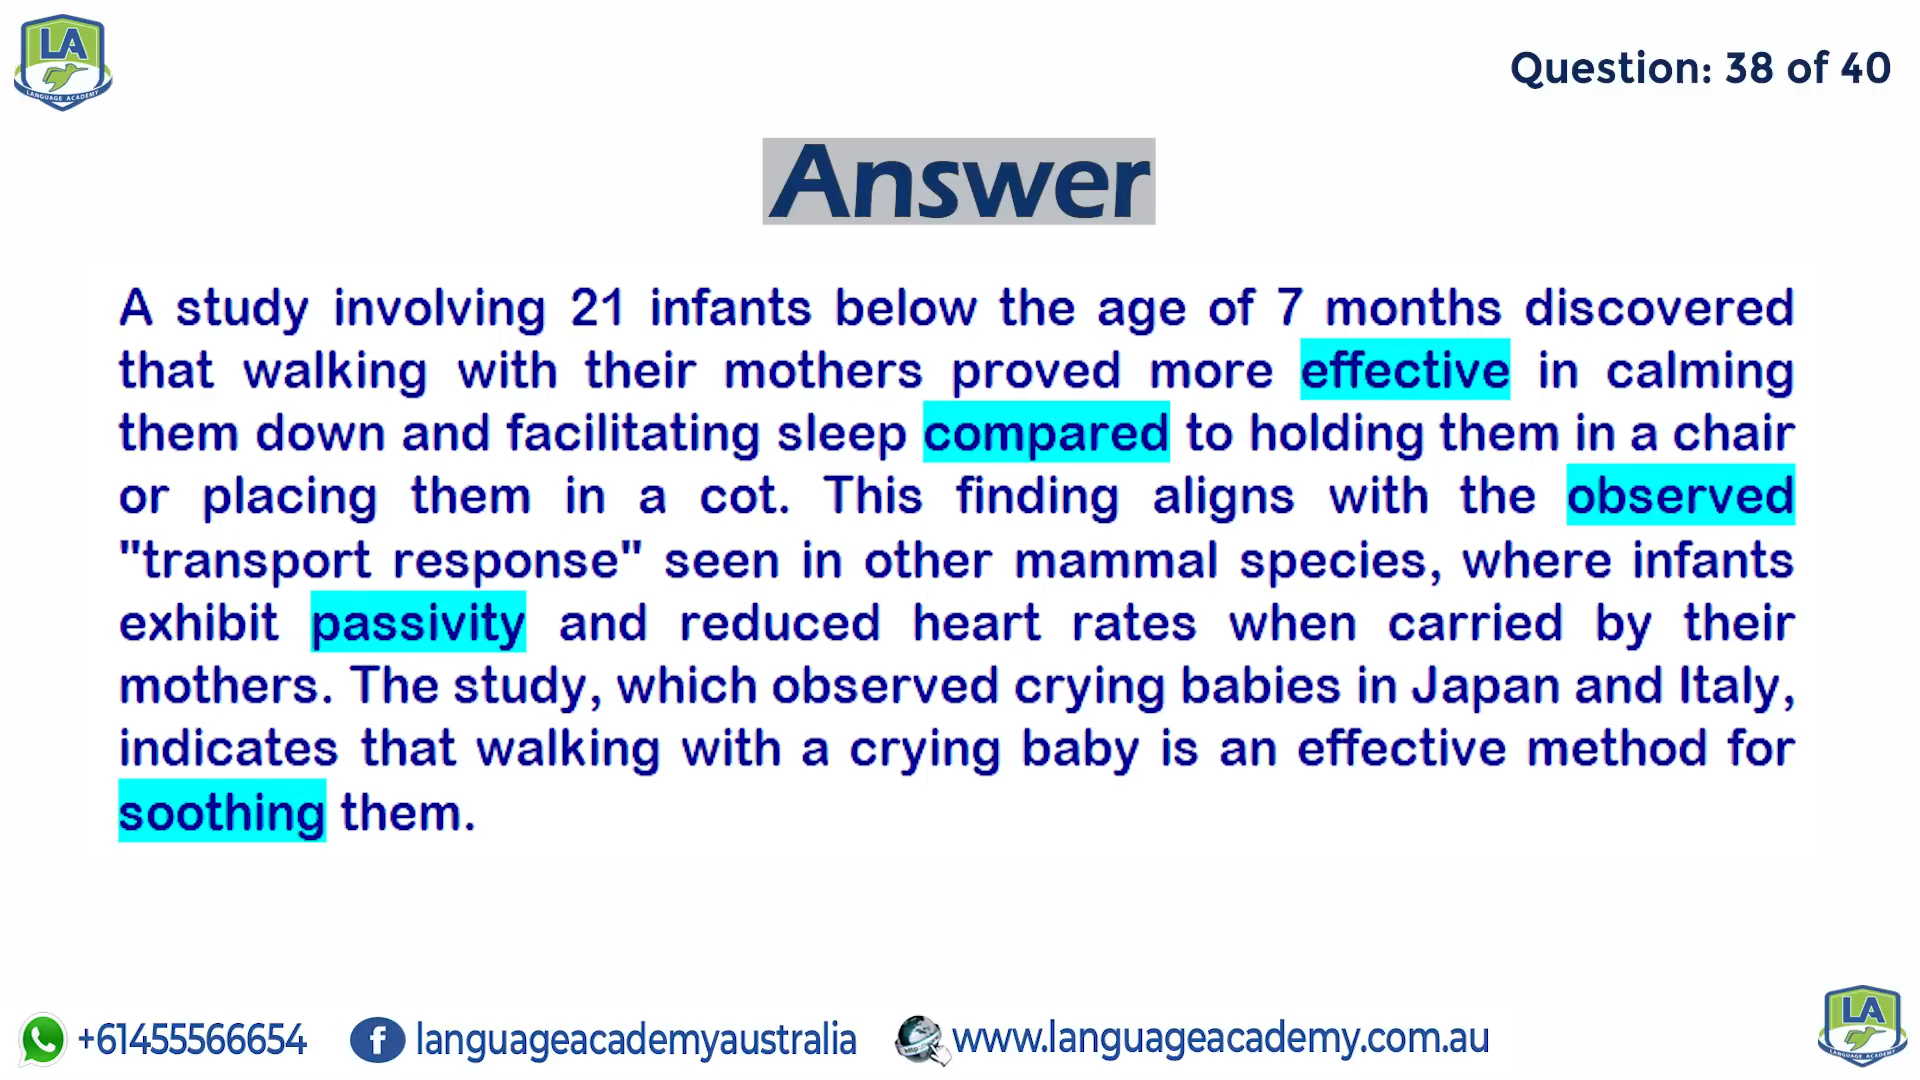 LA
LANGUAGE ACADEMY
Question: 38 of 40
Answer
A study involving 21 infants below the age of 7 months discovered
that walking with their mothers proved more effective in calming
them down and facilitating sleep compared to holding them in a chair
or placing them in a cot. This finding aligns with the observed
"transport response" seen in other mammal species, where infants
exhibit passivity and reduced heart rates when carried by their
mothers. The study, which observed crying babies in Japan and Italy,
indicates that walking with a crying baby is an effective method for
soothing them.
+61455566654
f languageacademyaustralia
www.languageacademy.com.au
LA
LANGUAGE ACADEMY